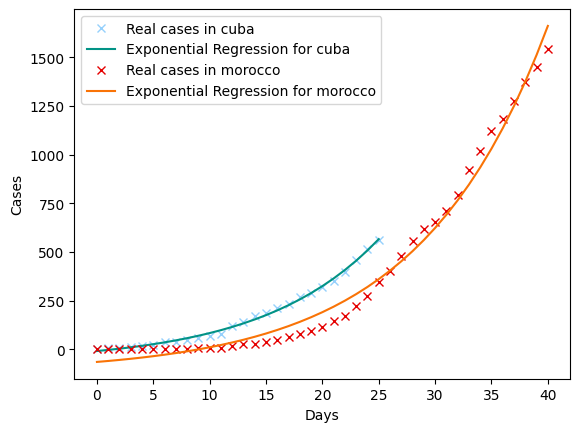 Real cases in cuba
Exponential Regression for cuba
Real cases in morocco
Exponential Regression for morocco
1500
1250
1000
750
500
250
0
Cases
0 5 10 15 20 25 30 35 40
Days